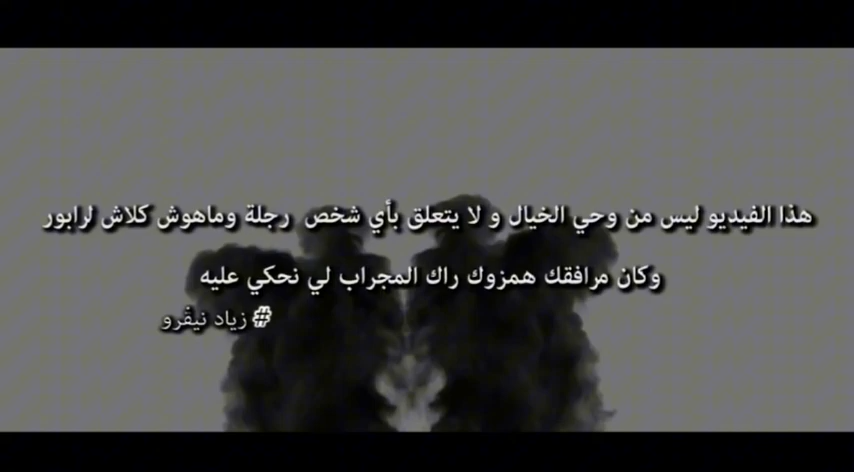 هذا الفيديو ليس من وحي الخيال و لا يتعلق بأي شخص رجلة وماهوش كلاش لرابور
وكان مرافقك همزوك راك المجراب لي نحكي عليه
# زياد نيڨرو